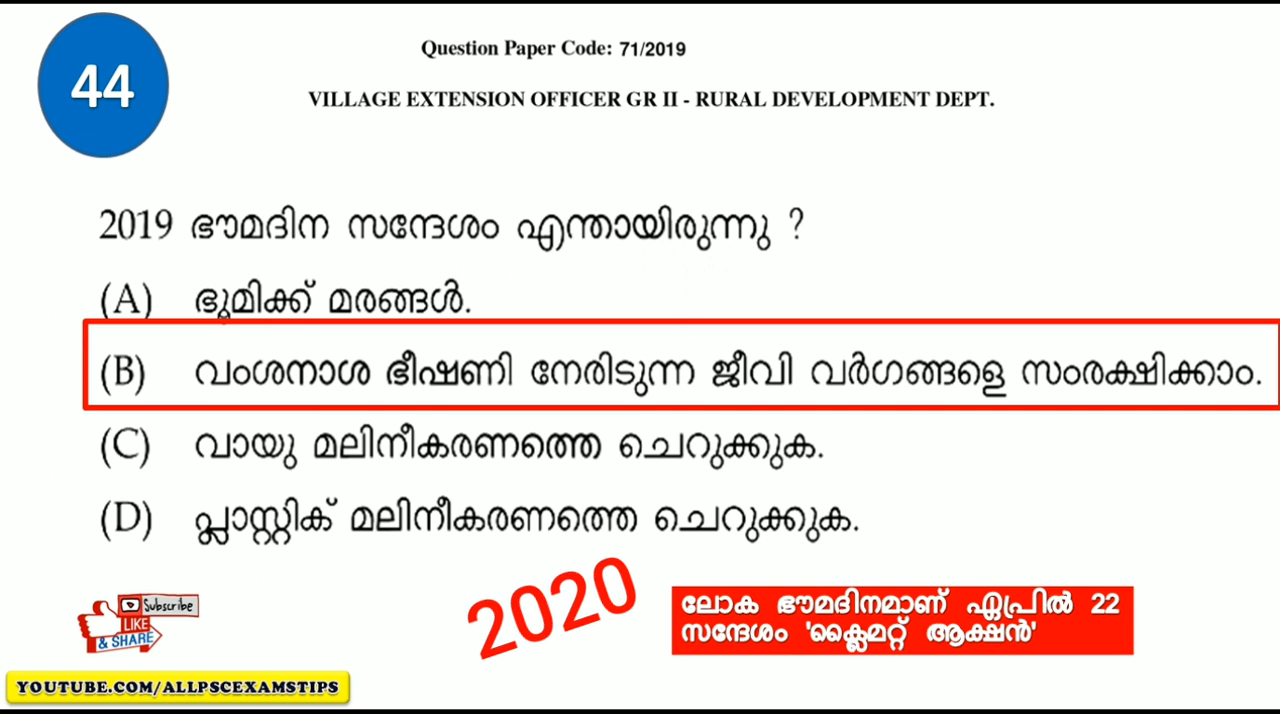 44
Question Paper Code: 71/2019
VILLAGE EXTENSION OFFICER GR II - RURAL DEVELOPMENT DEPT.
2019 ഭൗമദിന സന്ദേശം എന്തായിരുന്നു ?
(A) ഭൂമിക്ക് മരങ്ങൾ.
(B) വംശനാശ ഭീഷണി നേരിടുന്ന ജീവി വർഗങ്ങളെ സംരക്ഷിക്കാം.
(C) വായു മലിനീകരണത്തെ ചെറുക്കുക.
(D) പ്ലാസ്റ്റിക് മലിനീകരണത്തെ ചെറുക്കുക.
2020
ലോക ഭൗമദിനമാണ് ഏപ്രിൽ 22
സന്ദേശം 'ക്ലൈമറ്റ് ആക്ഷൻ'
Subscribe
LIKE
& SHARE
YOUTUBE.COM/ALLPSCEXAMSTIPS